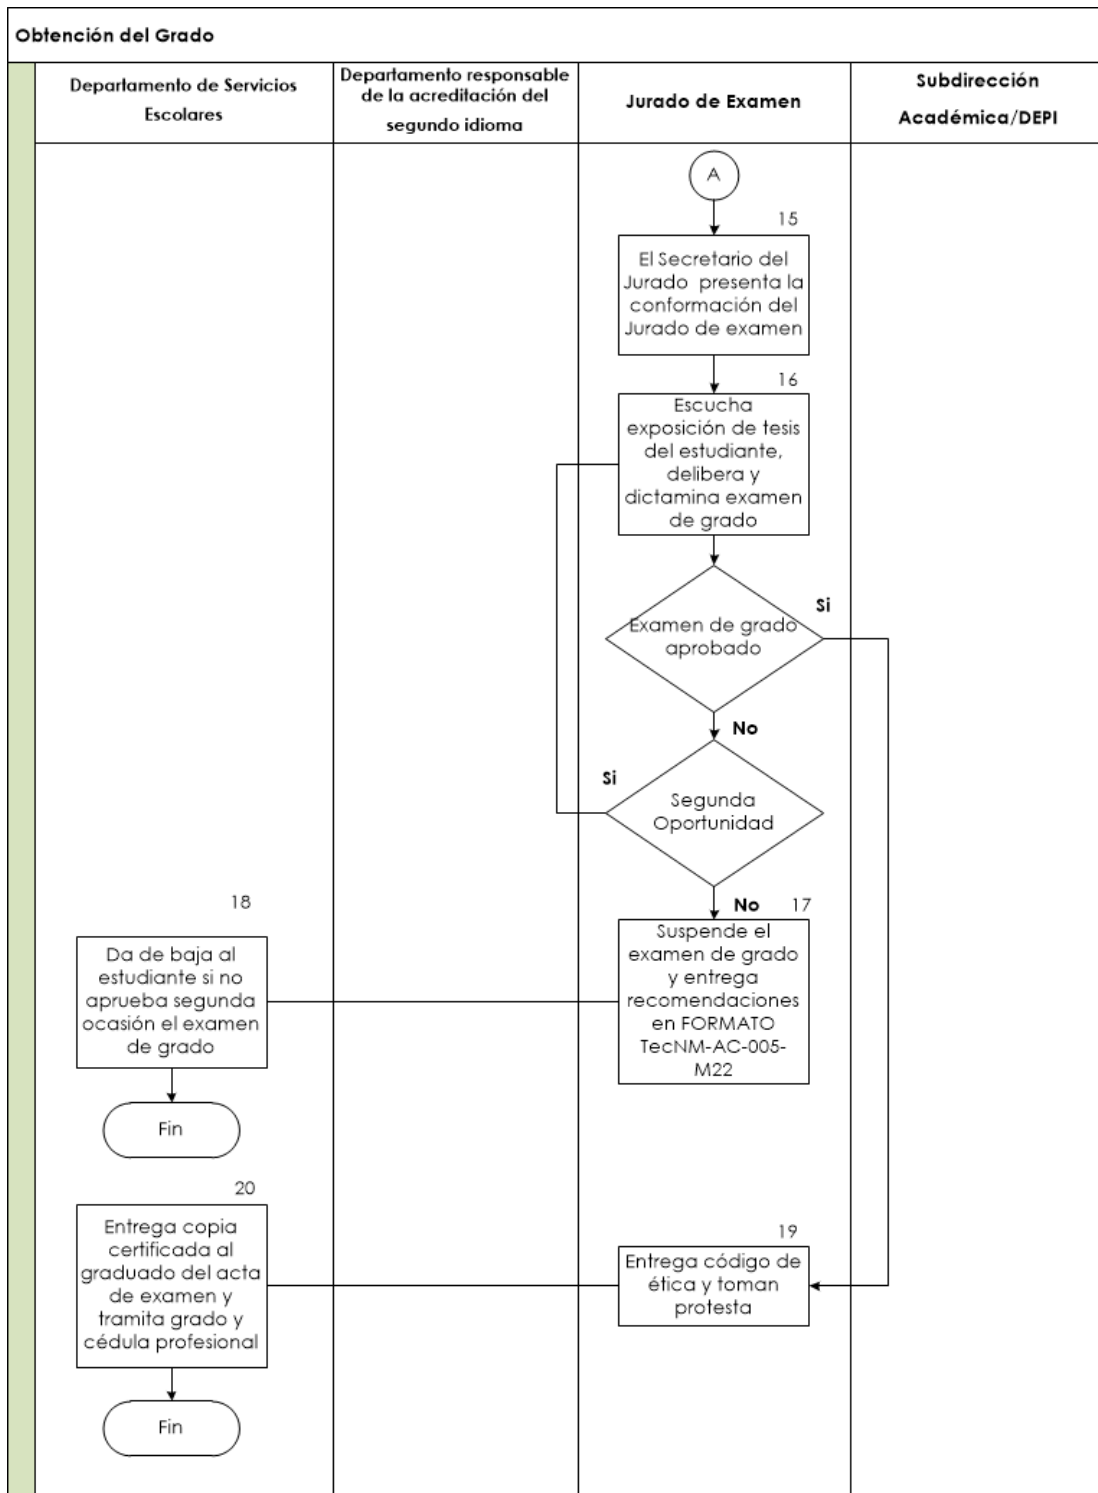 Obtención del Grado
Departamento de Servicios
Escolares
Departamento responsable
de la acreditación del
segundo idioma
Jurado de Examen
Subdirección
Académica/DEPI
A
15
El Secretario del
Jurado presenta la
conformación del
Jurado de examen
16
Escucha
exposición de tesis
del estudiante,
delibera y
dictamina examen
de grado
Si
Examen de grado
aprobado
No
Si
Segunda
Oportunidad
No
17
Suspende el
examen de grado
y entrega
recomendaciones
en FORMATO
TecNM-AC-005-
M22
18
Da de baja al
estudiante si no
aprueba segunda
ocasión el examen
de grado
Fin
19
Entrega código de
ética y toman
protesta
20
Entrega copia
certificada al
graduado del acta
de examen y
tramita grado y
cédula profesional
Fin